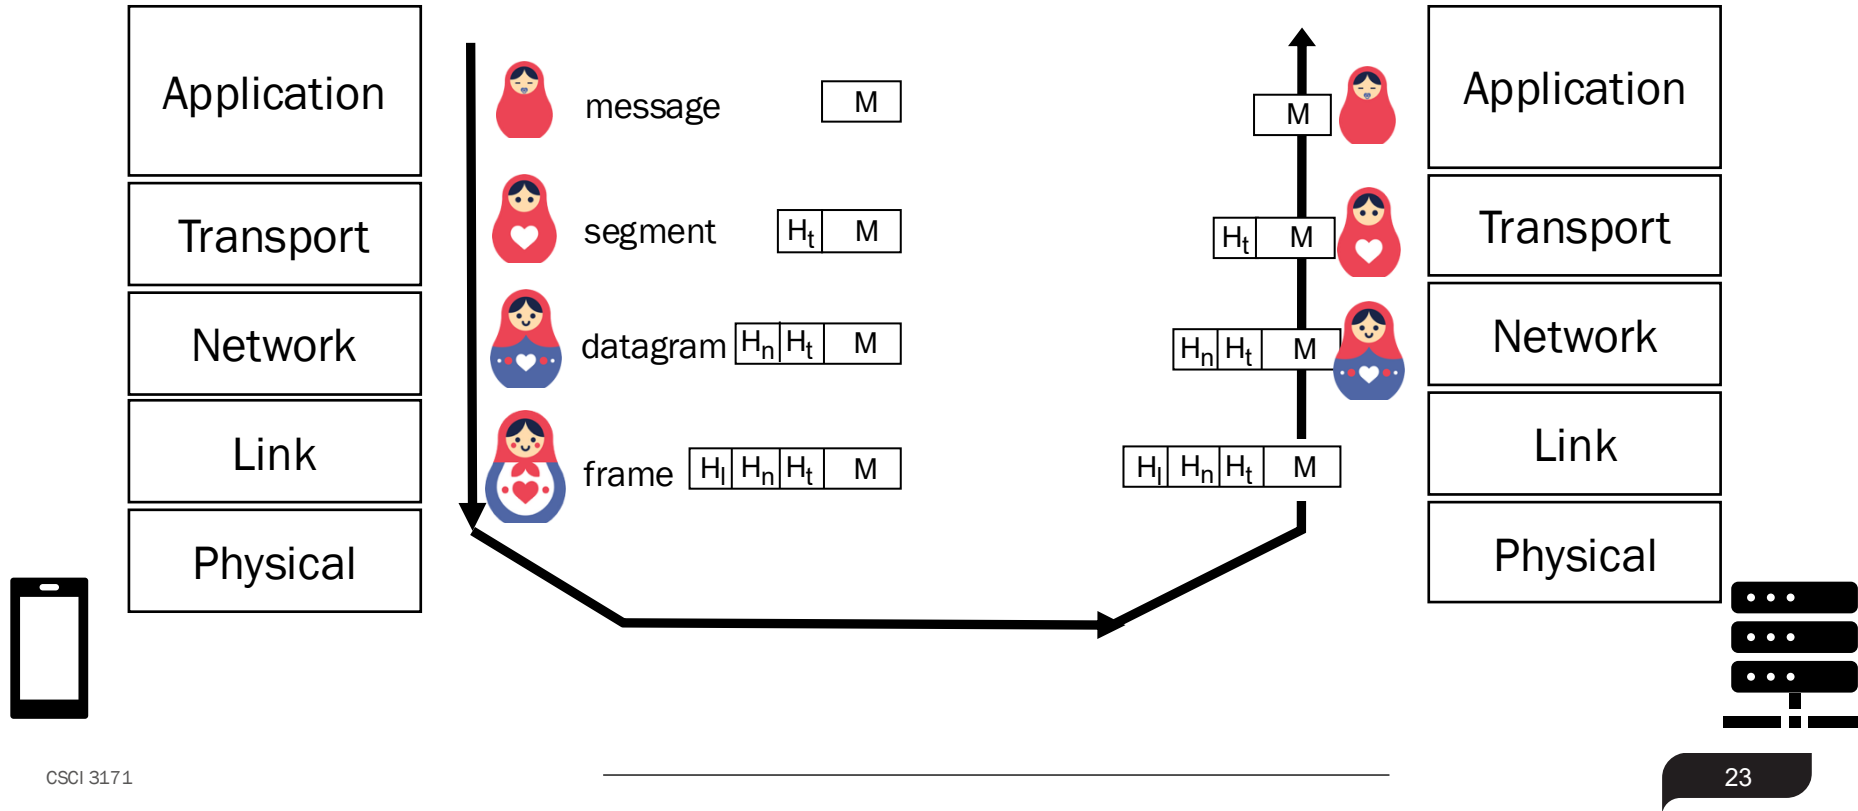 Application
Transport
Network
Link
Physical
message M
segment Ht M
datagram Hn Ht M
frame Hl Hn Ht M
M
Ht M
Hn Ht M
Hl Hn Ht M
Application
Transport
Network
Link
Physical
CSCI 3171
23